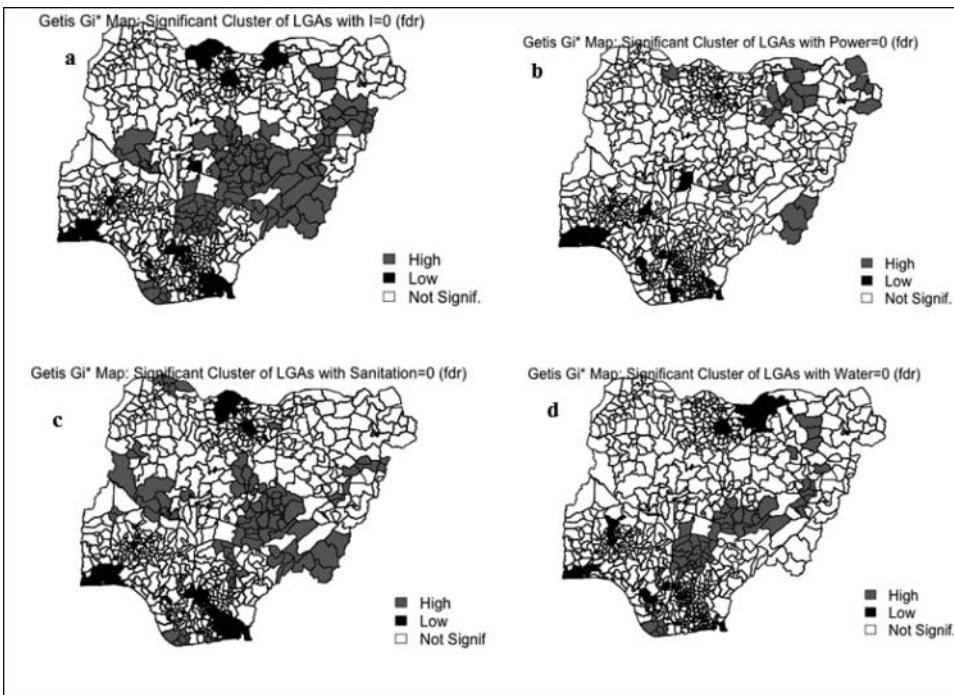 Getis Gi* Map: Significant Cluster of LGAs with I=0 (fdr)
a
High
Low
Not Signif.
Getis Gi* Map: Significant Cluster of LGAs with Power=0 (fdr)
b
High
Low
Not Signif.
Getis Gi* Map: Significant Cluster of LGAs with Sanitation=0 (fdr)
c
High
Low
Not Signif
Getis Gi* Map: Significant Cluster of LGAs with Water=0 (fdr)
d
High
Low
Not Signif.